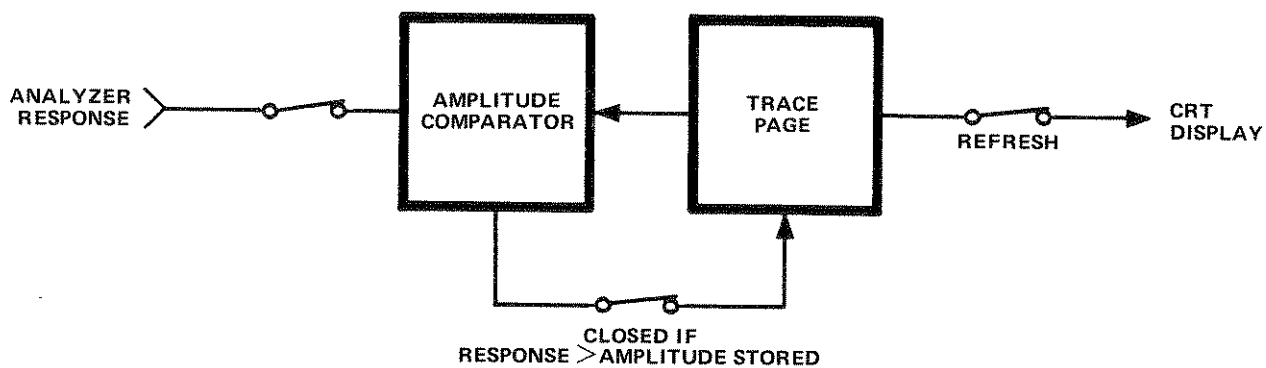 ANALYZER
RESPONSE
AMPLITUDE
COMPARATOR
TRACE
PAGE
REFRESH
CRT
DISPLAY
CLOSED IF
RESPONSE > AMPLITUDE STORED